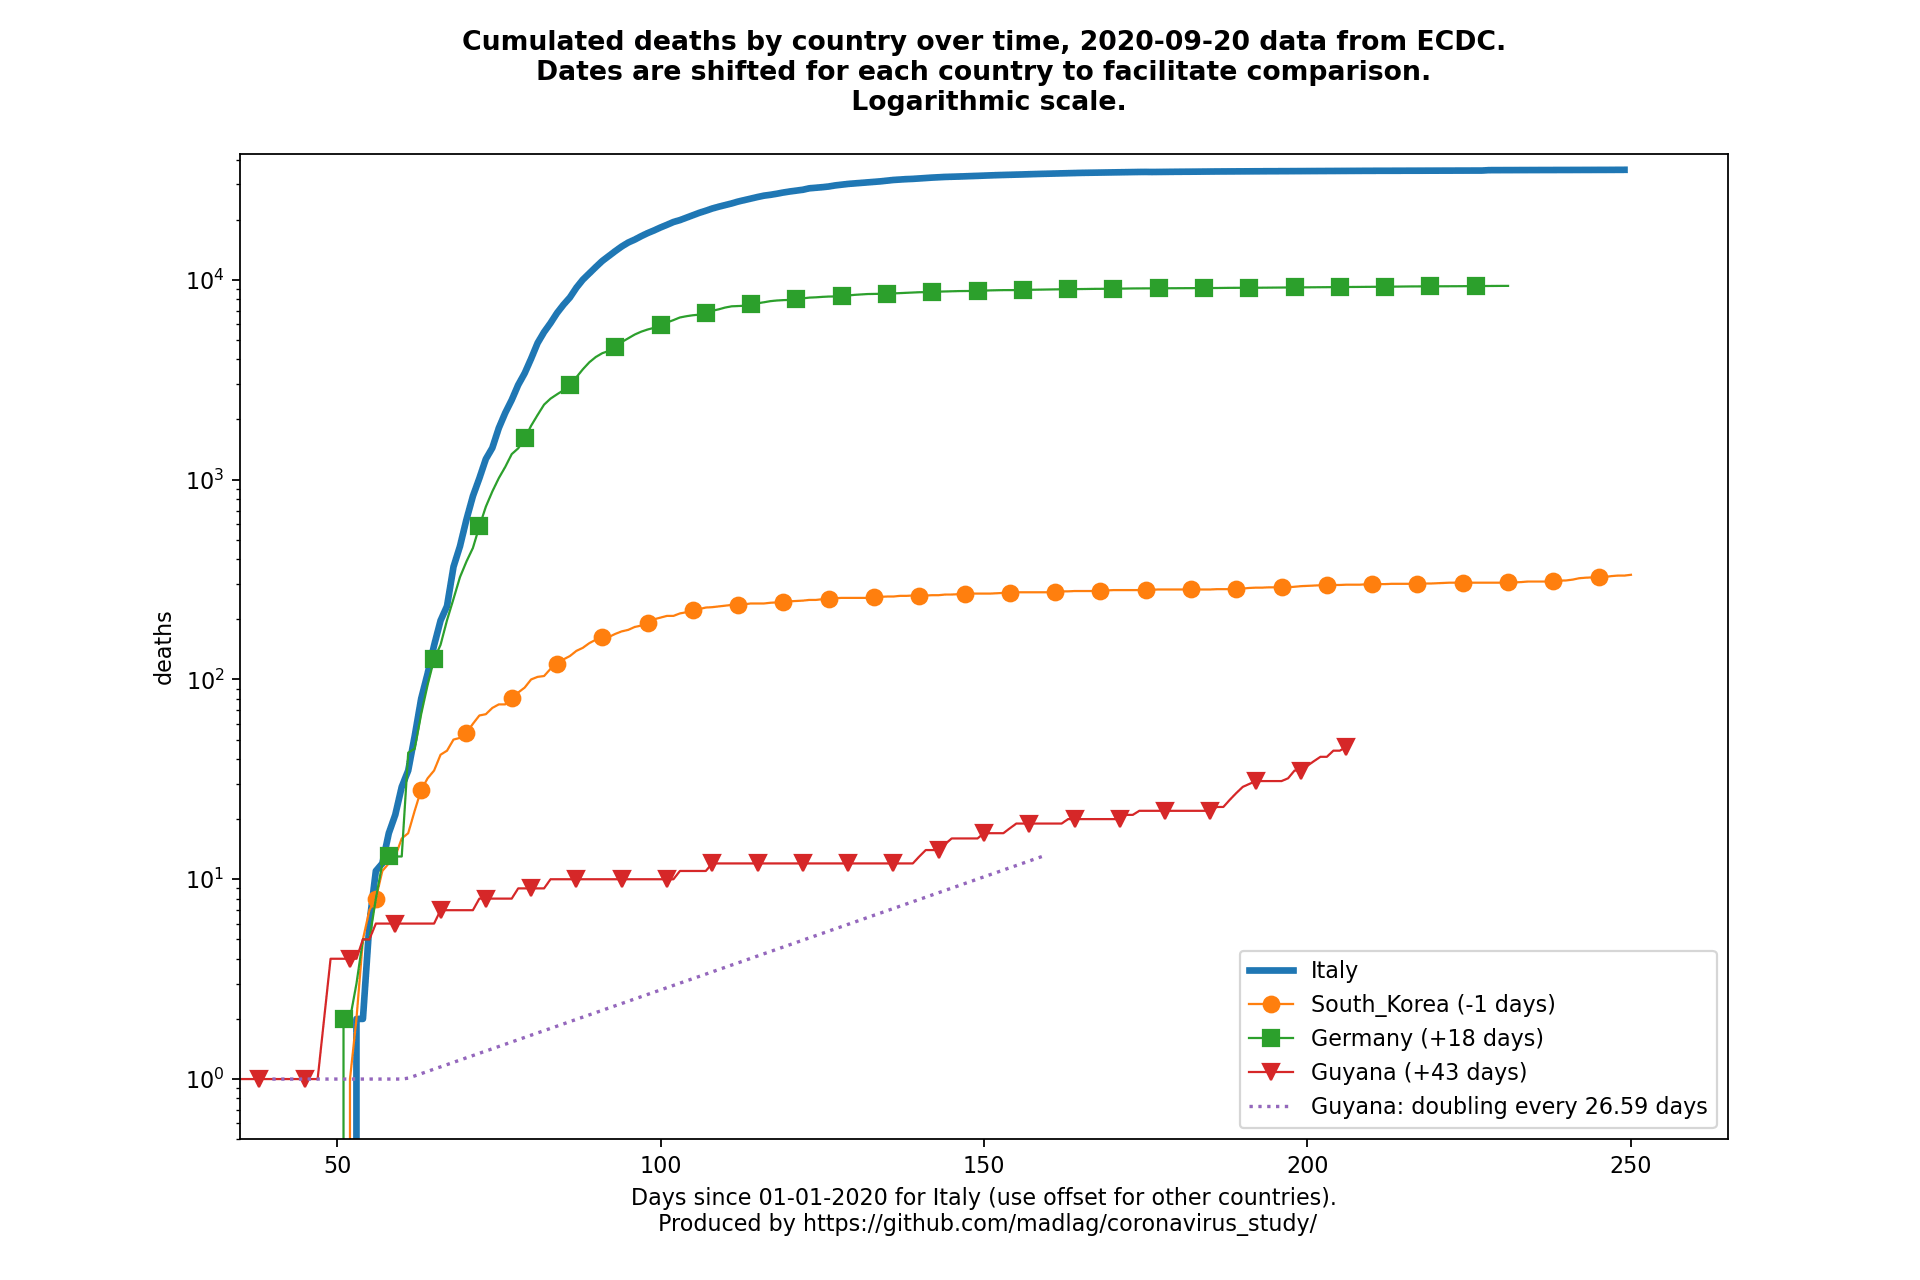 Cumulated deaths by country over time, 2020-09-20 data from ECDC.
Dates are shifted for each country to facilitate comparison.
Logarithmic scale.
10^4
10^3
10^2
10^1
10^0
deaths
Italy
South_Korea (-1 days)
Germany (+18 days)
Guyana (+43 days)
Guyana: doubling every 26.59 days
50 100 150 200 250
Days since 01-01-2020 for Italy (use offset for other countries).
Produced by https://github.com/madlag/coronavirus_study/